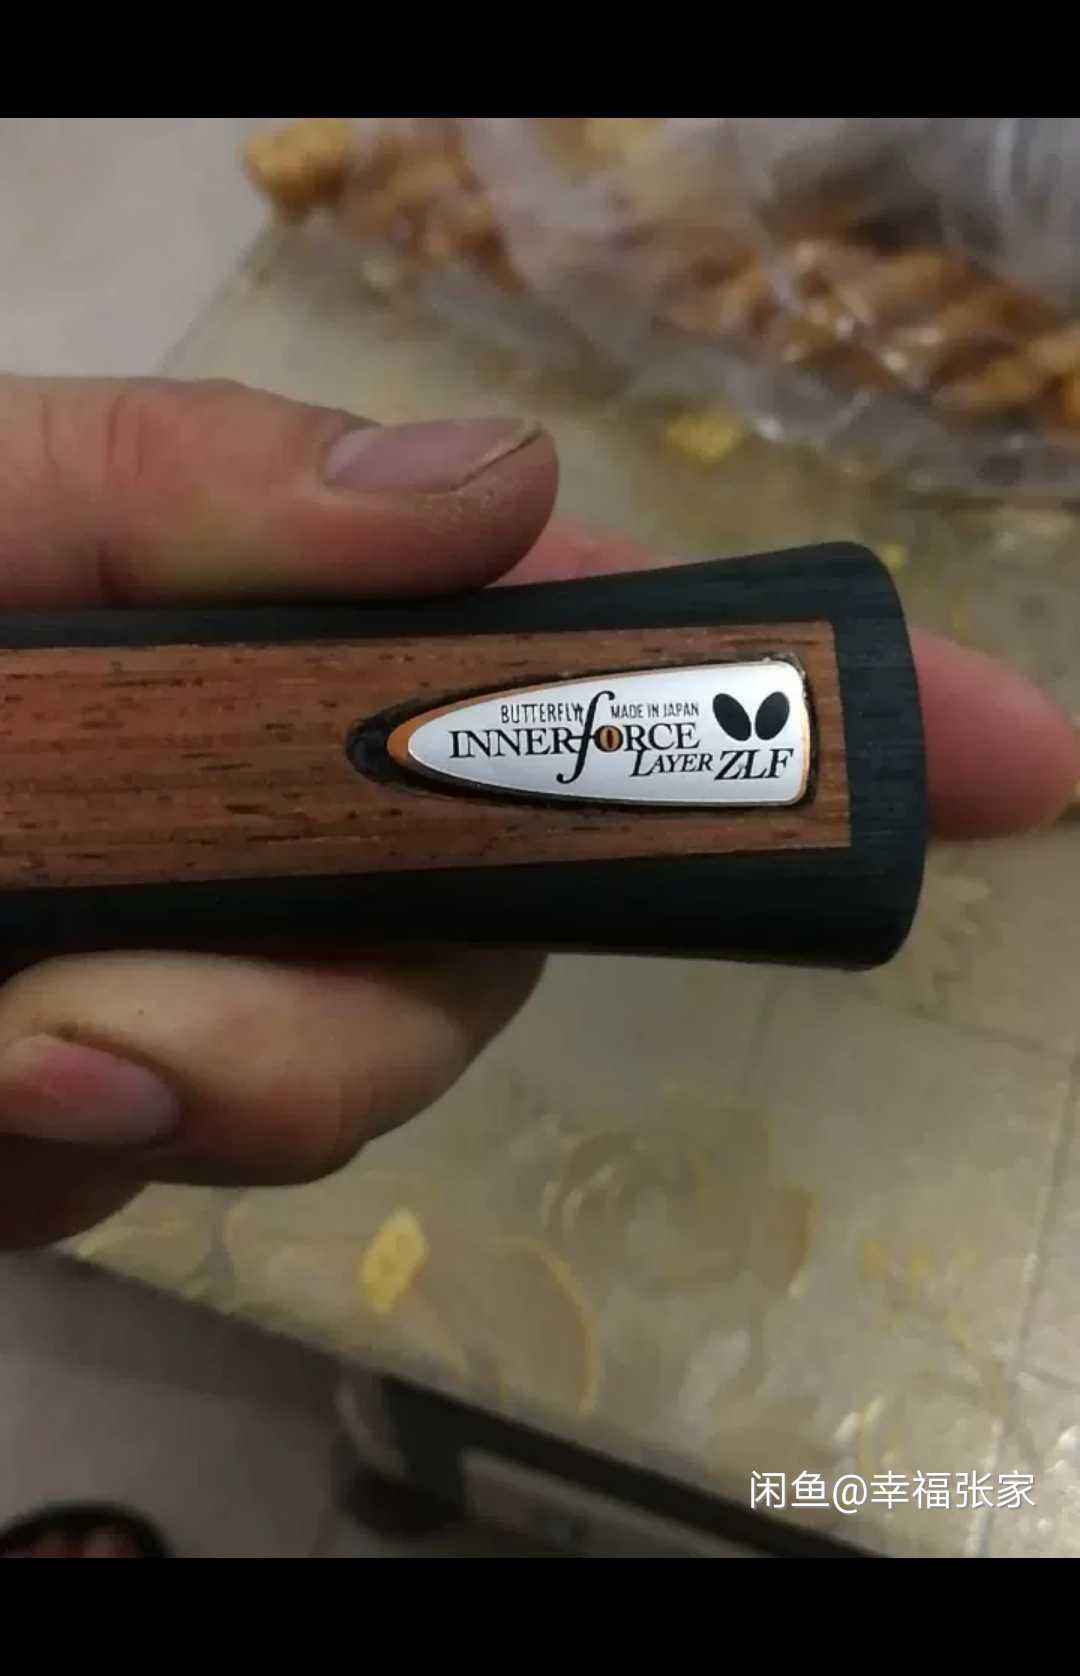 BUTTERFLY MADE IN JAPAN
INNERfORCE
LAYER ZLF
闲鱼@幸福张家